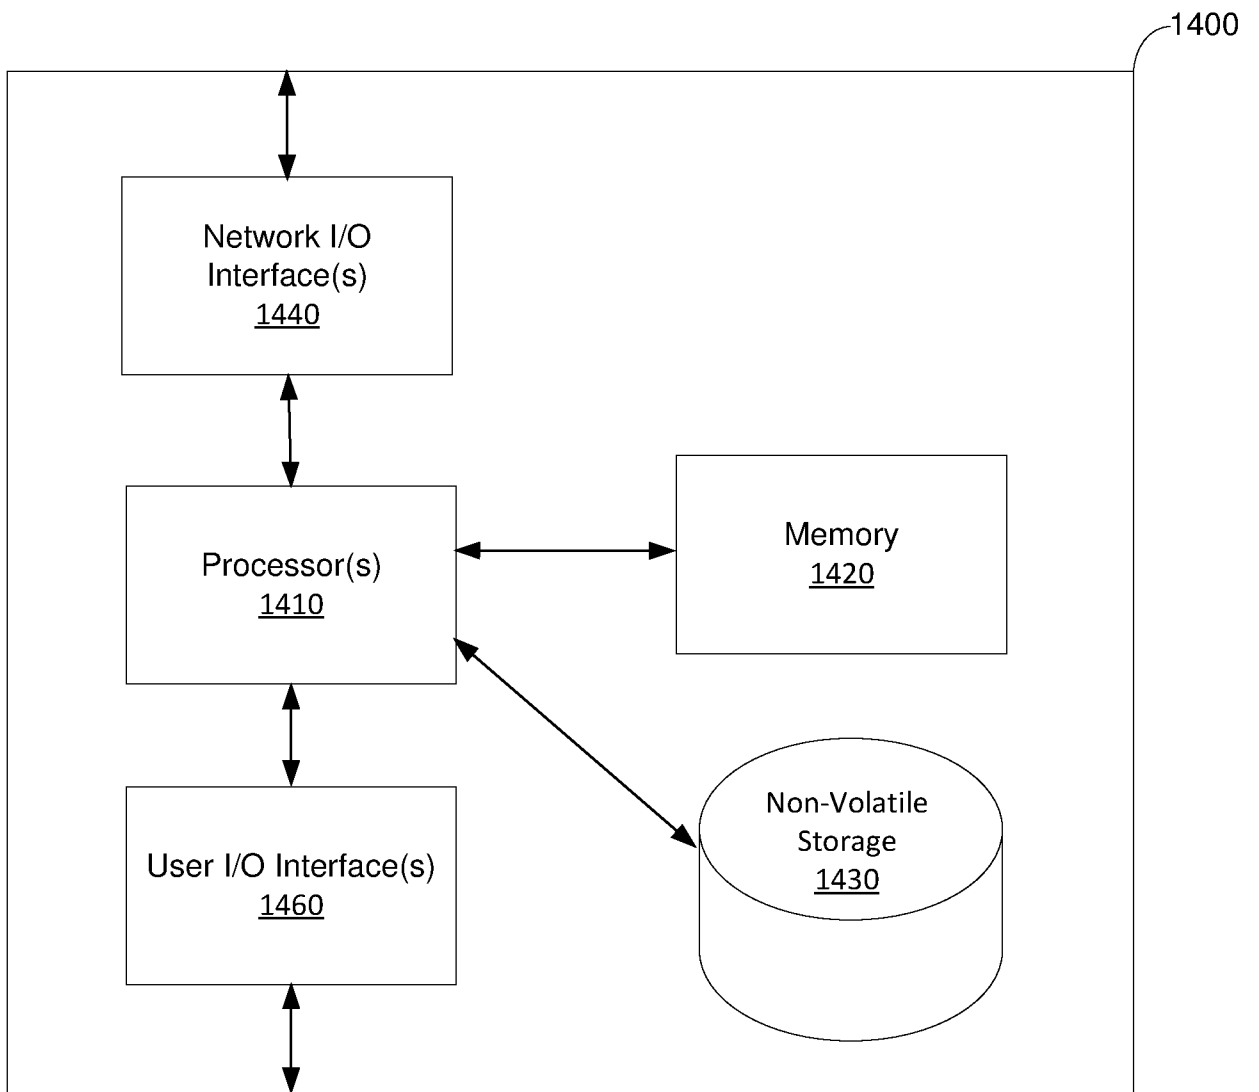 1400
Network I/O
Interface(s)
1440
Processor(s)
1410
Memory
1420
User I/O Interface(s)
1460
Non-Volatile
Storage
1430